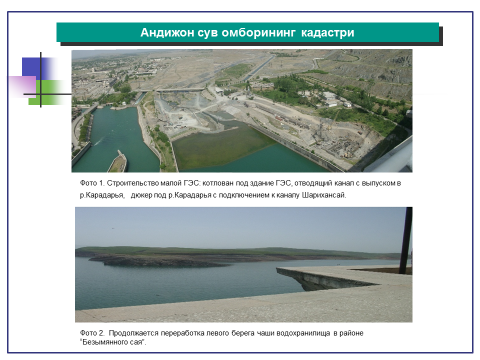 Андижон сув омборининг кадастри
Фото 1. Строительство малой ГЭС: котлован под здание ГЭС, отводящий канал с выпуском в
р.Карадарья, дюкер под р.Карадарья с подключением к каналу Шарихансай.
Фото 2. Продолжается переработка левого берега чаши водохранилища в районе
"Безымянного сая".